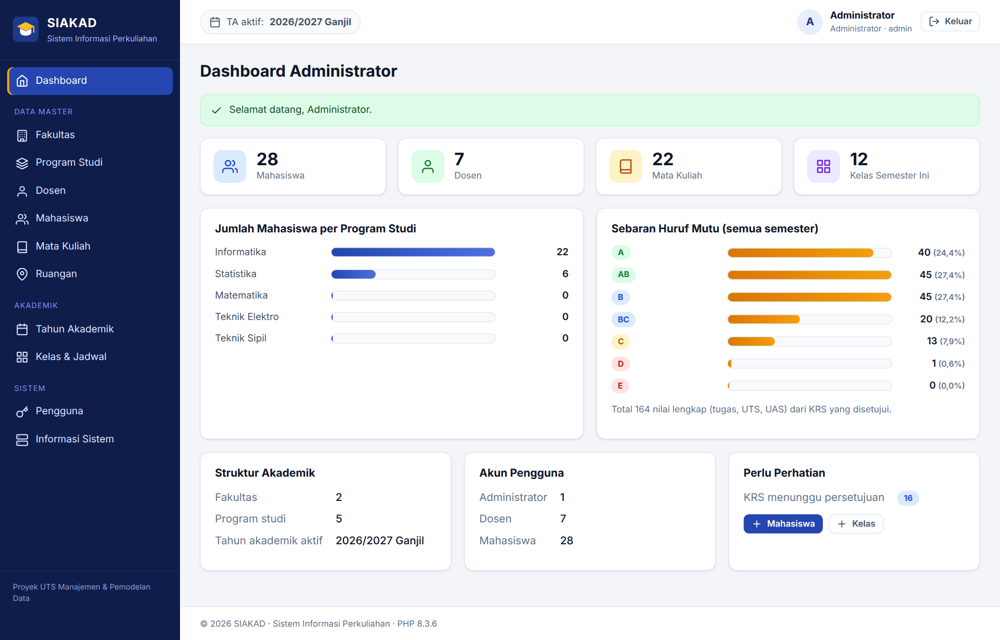 SIAKAD
Sistem Informasi Perkuliahan
Dashboard
DATA MASTER
Fakultas
Program Studi
Dosen
Mahasiswa
Mata Kuliah
Ruangan
AKADEMIK
Tahun Akademik
Kelas & Jadwal
SISTEM
Pengguna
Informasi Sistem
Proyek UTS Manajemen & Pemodelan
Data
TA aktif: 2026/2027 Ganjil
A
Administrator
Administrator · admin
Keluar
Dashboard Administrator
Selamat datang, Administrator.
28
Mahasiswa
7
Dosen
22
Mata Kuliah
12
Kelas Semester Ini
Jumlah Mahasiswa per Program Studi
Informatika 22
Statistika 6
Matematika 0
Teknik Elektro 0
Teknik Sipil 0
Sebaran Huruf Mutu (semua semester)
A 40 (24,4%)
AB 45 (27,4%)
B 45 (27,4%)
BC 20 (12,2%)
C 13 (7,9%)
D 1 (0,6%)
E 0 (0,0%)
Total 164 nilai lengkap (tugas, UTS, UAS) dari KRS yang disetujui.
Struktur Akademik
Fakultas 2
Program studi 5
Tahun akademik aktif 2026/2027 Ganjil
Akun Pengguna
Administrator 1
Dosen 7
Mahasiswa 28
Perlu Perhatian
KRS menunggu persetujuan 16
+ Mahasiswa + Kelas
© 2026 SIAKAD · Sistem Informasi Perkuliahan · PHP 8.3.6